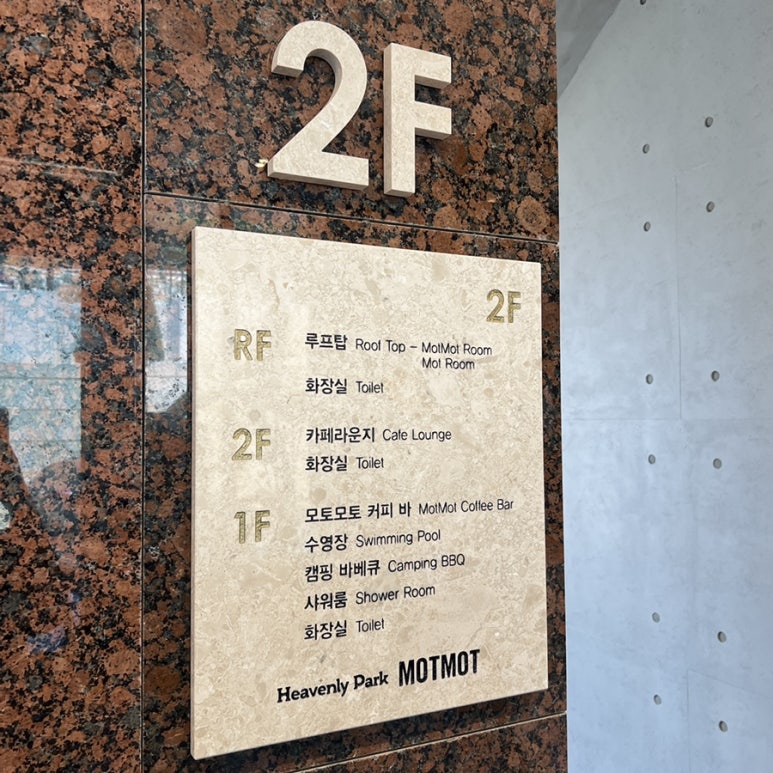 2F
2F
RF 루프탑 Roof Top - MotMot Room
Mot Room
화장실 Toilet
2F 카페라운지 Cafe Lounge
화장실 Toilet
1F 모토모토 커피 바 MotMot Coffee Bar
수영장 Swimming Pool
캠핑 바베큐 Camping BBQ
샤워룸 Shower Room
화장실 Toilet
Heavenly Park MOTMOT